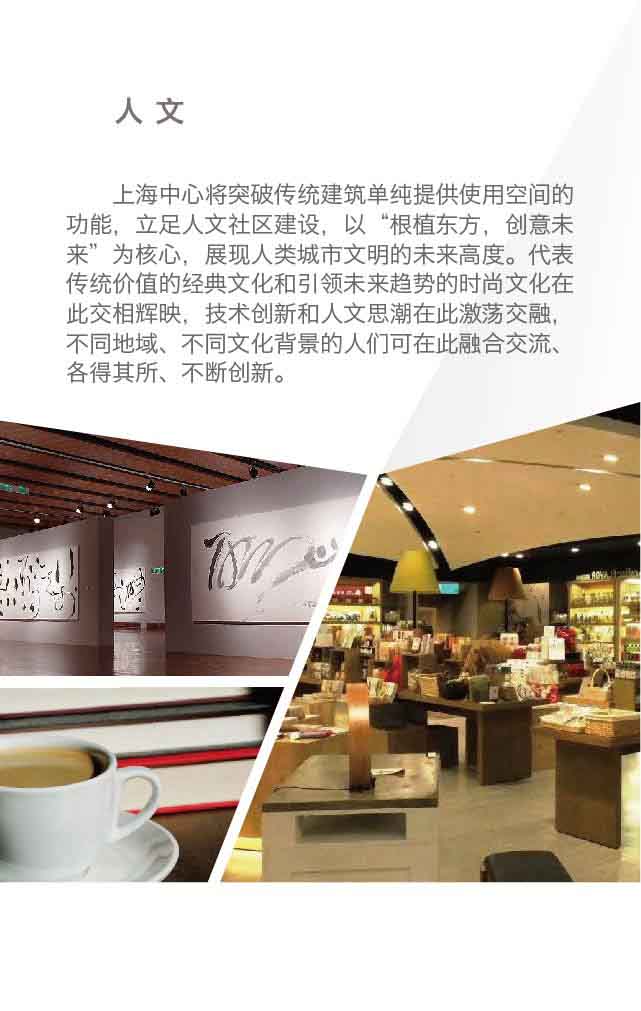 人文
上海中心将突破传统建筑单纯提供使用空间的
功能，立足人文社区建设，以“根植东方，创意未
来”为核心，展现人类城市文明的未来高度。代表
传统价值的经典文化和引领未来趋势的时尚文化在
此交相辉映，技术创新和人文思潮在此激荡交融，
不同地域、不同文化背景的人们可在此融合交流、
各得其所、不断创新。